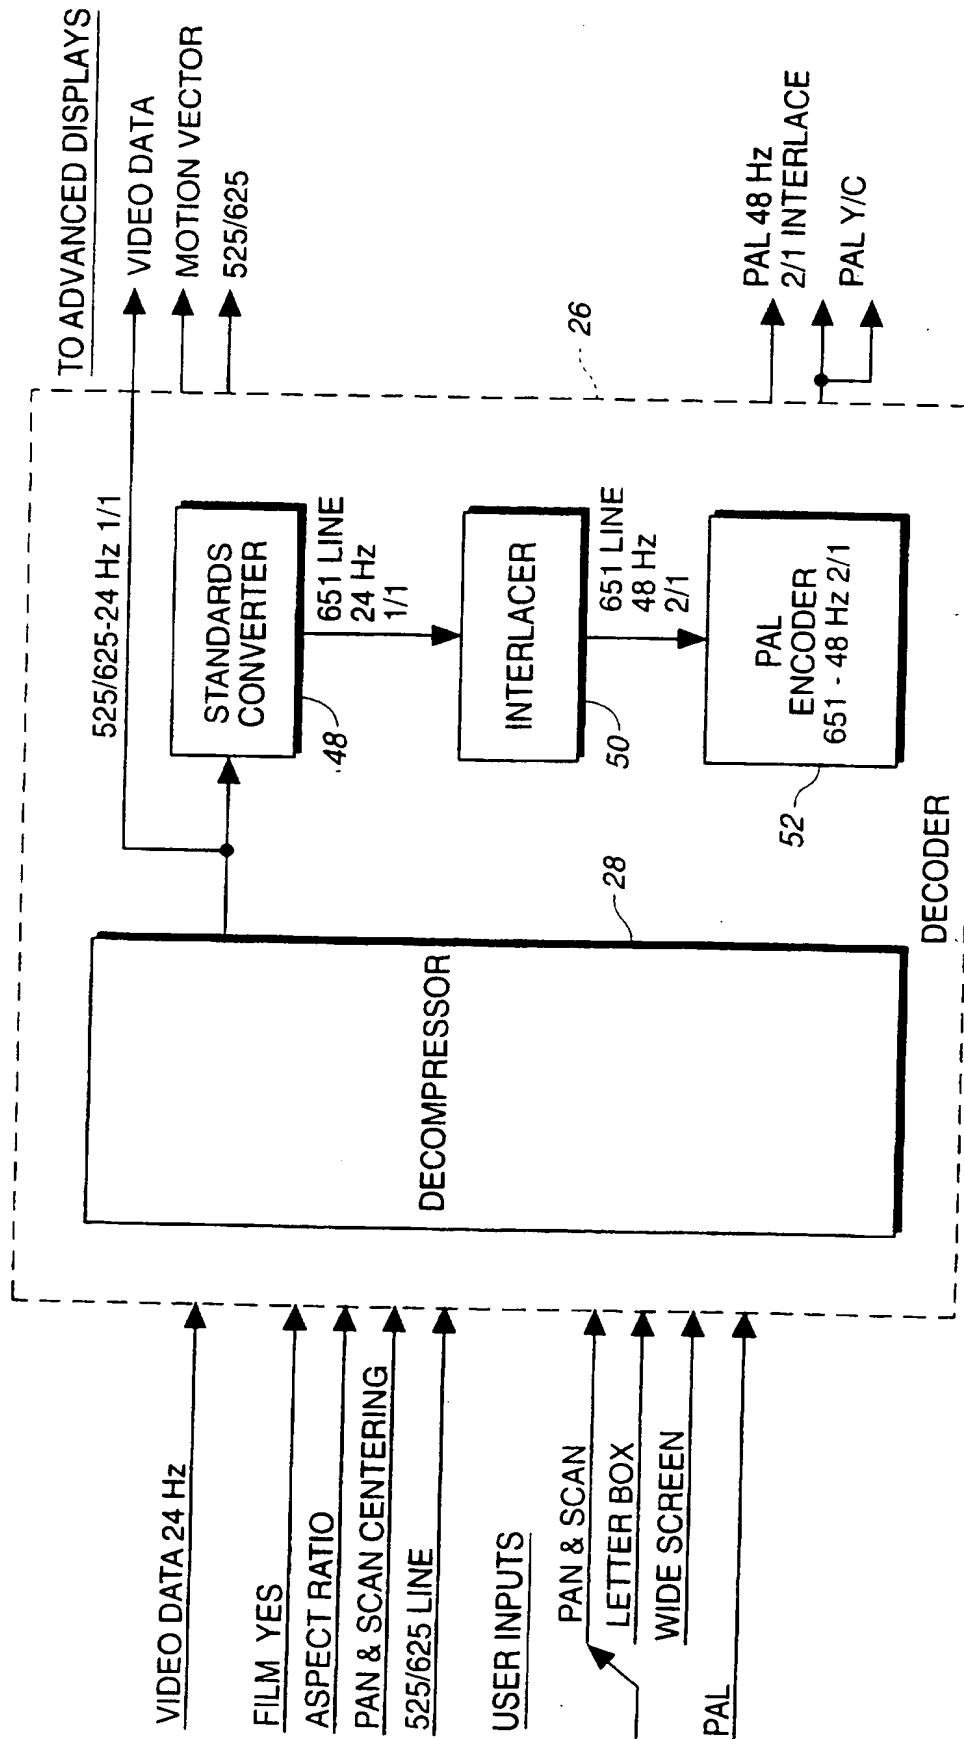 VIDEO DATA 24 Hz
FILM YES
ASPECT RATIO
PAN & SCAN CENTERING
525/625 LINE
USER INPUTS
PAN & SCAN
LETTER BOX
WIDE SCREEN
PAL
DECOMPRESSOR
28
525/625-24 Hz 1/1
STANDARDS
CONVERTER
48
651 LINE
24 Hz
1/1
INTERLACER
50
651 LINE
48 Hz
2/1
PAL
ENCODER
651 - 48 Hz 2/1
52
DECODER
26
TO ADVANCED DISPLAYS
VIDEO DATA
MOTION VECTOR
525/625
PAL 48 Hz
2/1 INTERLACE
PAL Y/C